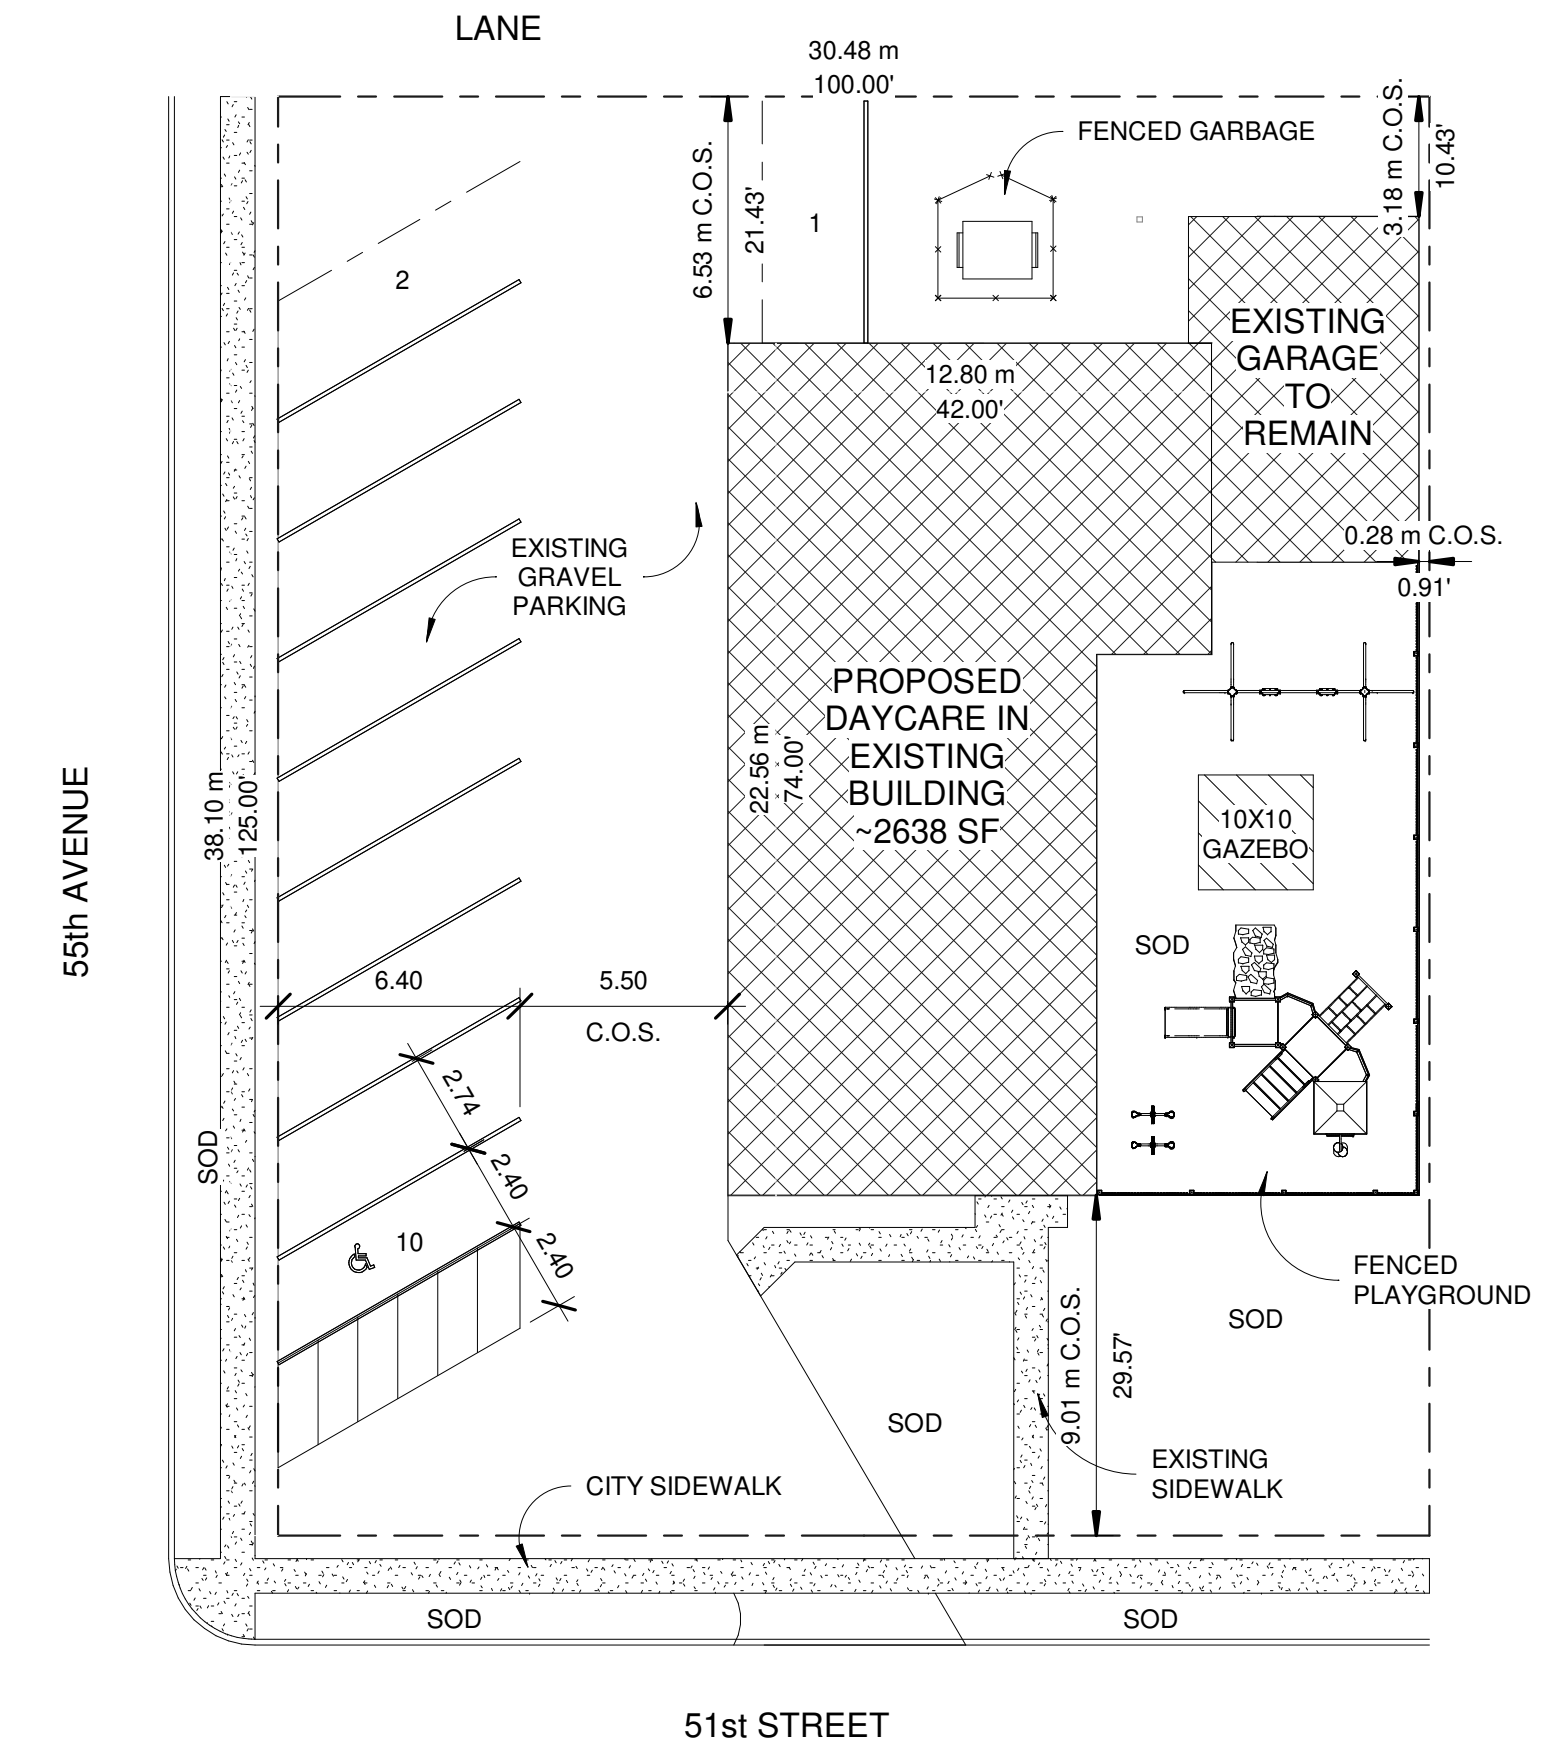 LANE
30.48 m
100.00'
FENCED GARBAGE
3.18 m C.O.S.
10.43'
6.53 m C.O.S.
21.43'
1
2
EXISTING
GARAGE
TO
REMAIN
12.80 m
42.00'
EXISTING
GRAVEL
PARKING
0.28 m C.O.S.
0.91'
PROPOSED
DAYCARE IN
EXISTING
BUILDING
~2638 SF
22.56 m
74.00'
55th AVENUE
38.10 m
125.00'
10X10
GAZEBO
SOD
6.40
5.50
C.O.S.
2.74
2.40
2.40
SOD
10
FENCED
PLAYGROUND
SOD
9.01 m C.O.S.
29.57'
SOD
EXISTING
SIDEWALK
CITY SIDEWALK
SOD
SOD
51st STREET